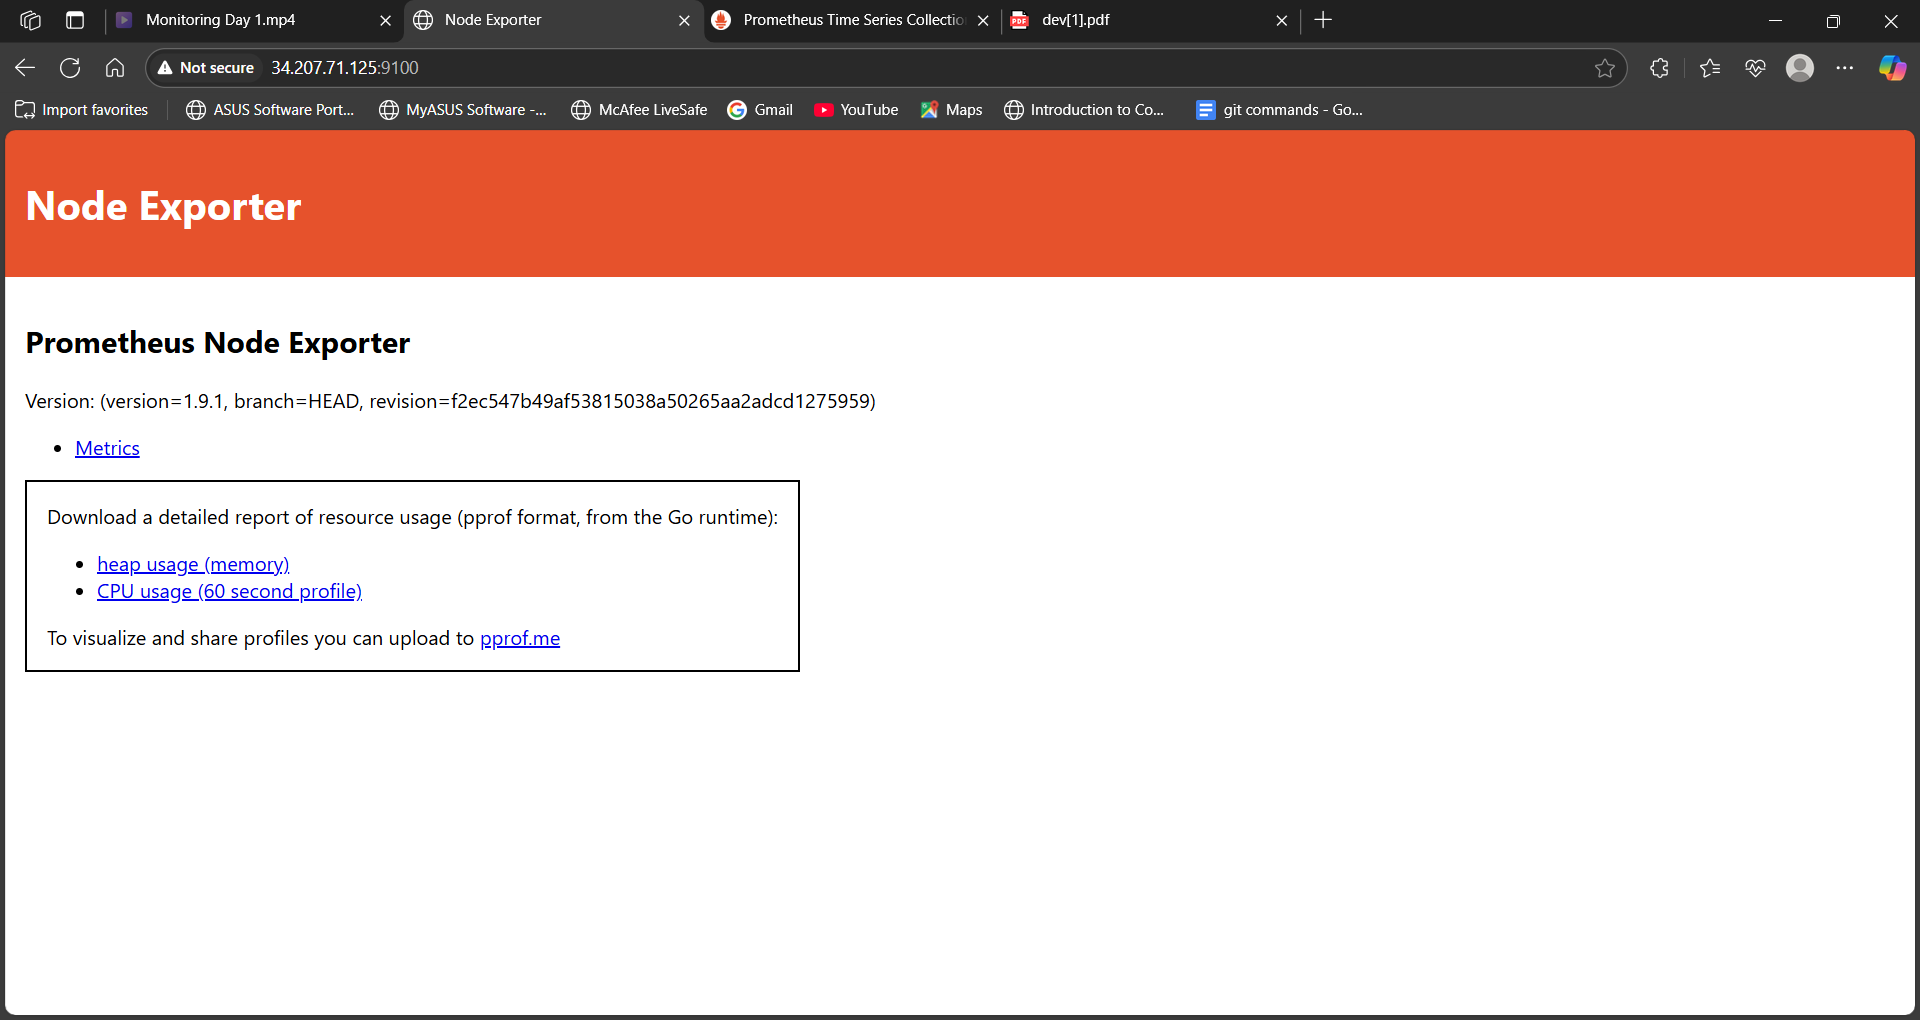 Monitoring Day 1.mp4
Node Exporter
Prometheus Time Series Collectio
PDF
dev[1].pdf
Not secure
34.207.71.125:9100
Import favorites
ASUS Software Port...
MyASUS Software -...
McAfee LiveSafe
Gmail
YouTube
Maps
Introduction to Co...
git commands - Go...
Node Exporter
Prometheus Node Exporter
Version: (version=1.9.1, branch=HEAD, revision=f2ec547b49af53815038a50265aa2adcd1275959)
Metrics
Download a detailed report of resource usage (pprof format, from the Go runtime):
heap usage (memory)
CPU usage (60 second profile)
To visualize and share profiles you can upload to pprof.me